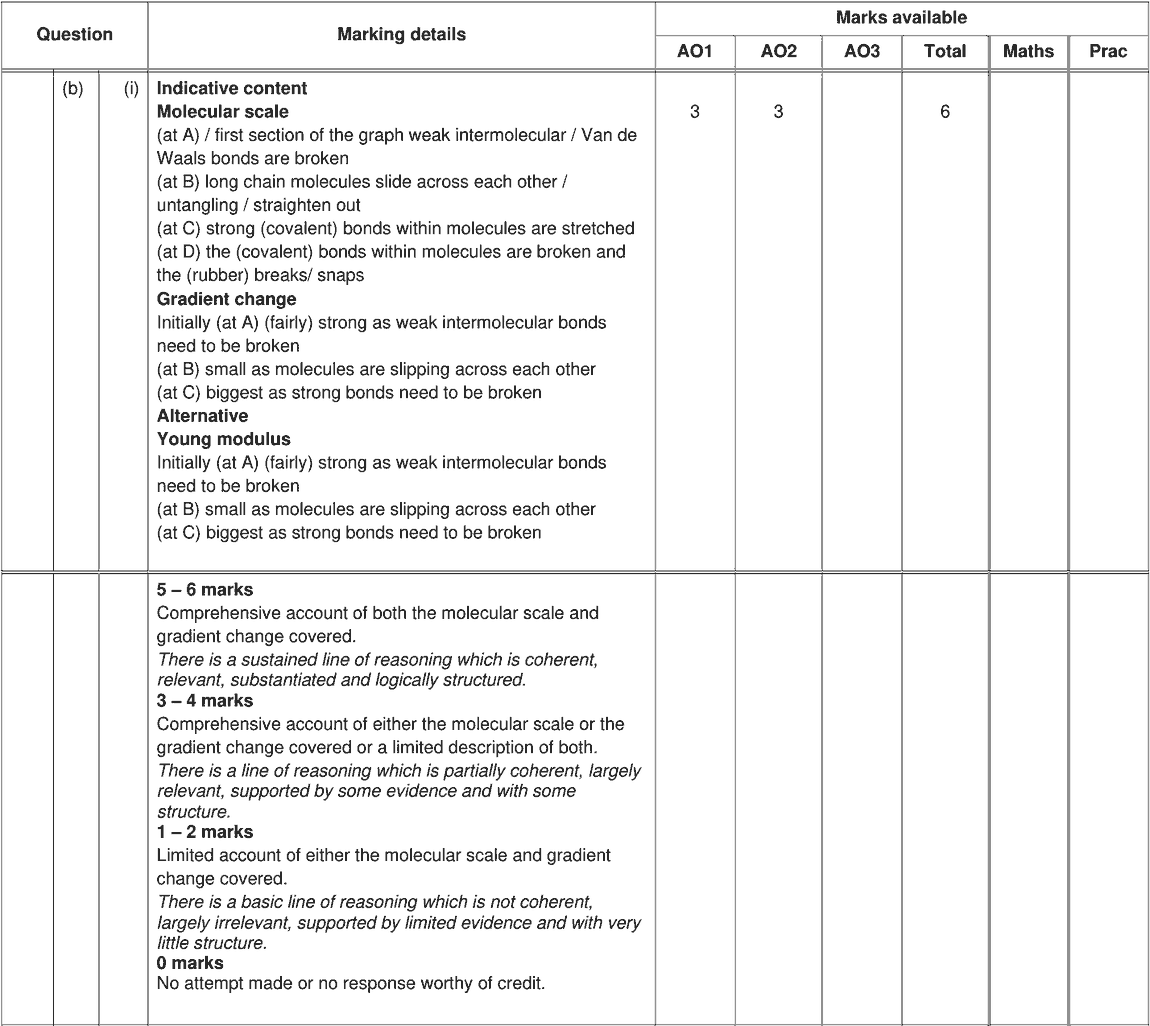 Question
Marking details
Marks available
AO1 AO2 AO3 Total Maths Prac
(b) (i) Indicative content
Molecular scale 3 3 6
(at A) / first section of the graph weak intermolecular / Van de
Waals bonds are broken
(at B) long chain molecules slide across each other /
untangling / straighten out
(at C) strong (covalent) bonds within molecules are stretched
(at D) the (covalent) bonds within molecules are broken and
the (rubber) breaks/ snaps
Gradient change
Initially (at A) (fairly) strong as weak intermolecular bonds
need to be broken
(at B) small as molecules are slipping across each other
(at C) biggest as strong bonds need to be broken
Alternative
Young modulus
Initially (at A) (fairly) strong as weak intermolecular bonds
need to be broken
(at B) small as molecules are slipping across each other
(at C) biggest as strong bonds need to be broken
5 – 6 marks
Comprehensive account of both the molecular scale and
gradient change covered.
There is a sustained line of reasoning which is coherent,
relevant, substantiated and logically structured.
3 – 4 marks
Comprehensive account of either the molecular scale or the
gradient change covered or a limited description of both.
There is a line of reasoning which is partially coherent, largely
relevant, supported by some evidence and with some
structure.
1 – 2 marks
Limited account of either the molecular scale and gradient
change covered.
There is a basic line of reasoning which is not coherent,
largely irrelevant, supported by limited evidence and with very
little structure.
0 marks
No attempt made or no response worthy of credit.